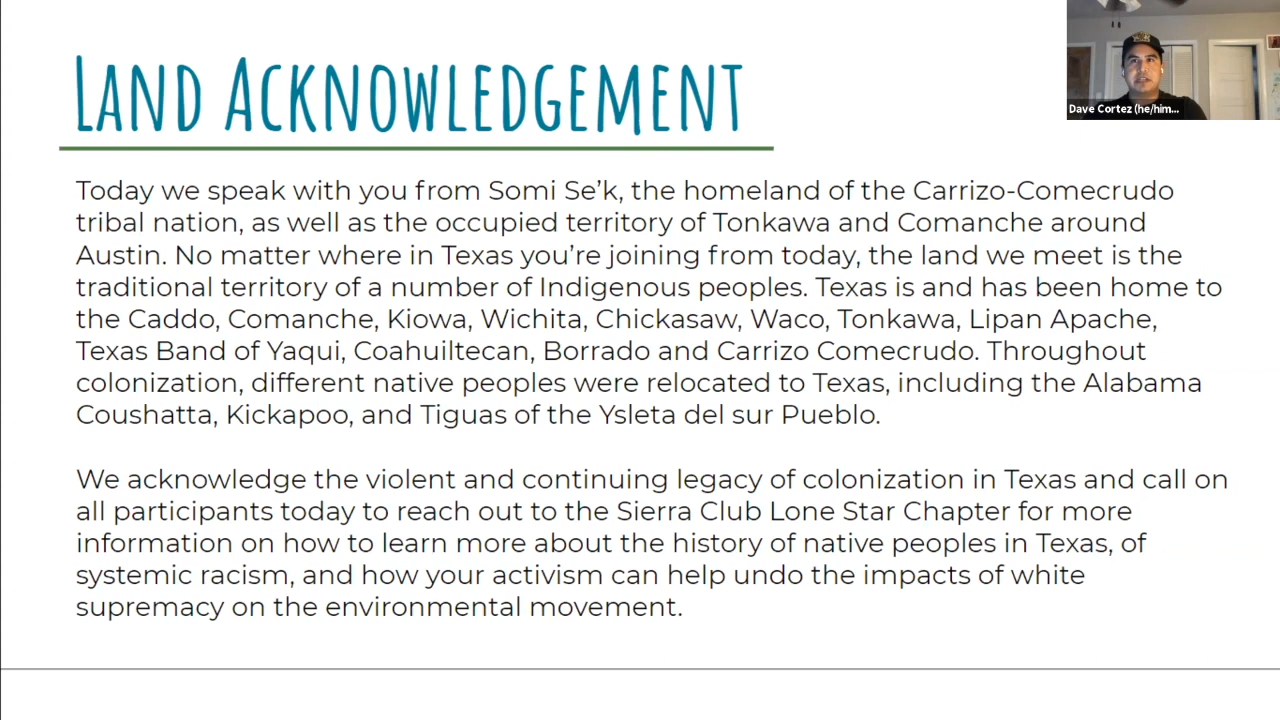 LAND ACKNOWLEDGEMENT
Dave Cortez (he/him...
Today we speak with you from Somi Se’k, the homeland of the Carrizo-Comecrudo
tribal nation, as well as the occupied territory of Tonkawa and Comanche around
Austin. No matter where in Texas you’re joining from today, the land we meet is the
traditional territory of a number of Indigenous peoples. Texas is and has been home to
the Caddo, Comanche, Kiowa, Wichita, Chickasaw, Waco, Tonkawa, Lipan Apache,
Texas Band of Yaqui, Coahuiltecan, Borrado and Carrizo Comecrudo. Throughout
colonization, different native peoples were relocated to Texas, including the Alabama
Coushatta, Kickapoo, and Tiguas of the Ysleta del sur Pueblo.
We acknowledge the violent and continuing legacy of colonization in Texas and call on
all participants today to reach out to the Sierra Club Lone Star Chapter for more
information on how to learn more about the history of native peoples in Texas, of
systemic racism, and how your activism can help undo the impacts of white
supremacy on the environmental movement.